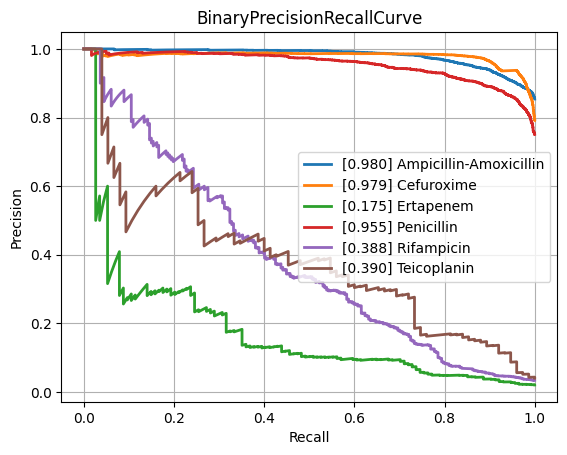 BinaryPrecisionRecallCurve
Precision
1.0
0.8
0.6
0.4
0.2
0.0
[0.980] Ampicillin-Amoxicillin
[0.979] Cefuroxime
[0.175] Ertapenem
[0.955] Penicillin
[0.388] Rifampicin
[0.390] Teicoplanin
0.0 0.2 0.4 0.6 0.8 1.0
Recall